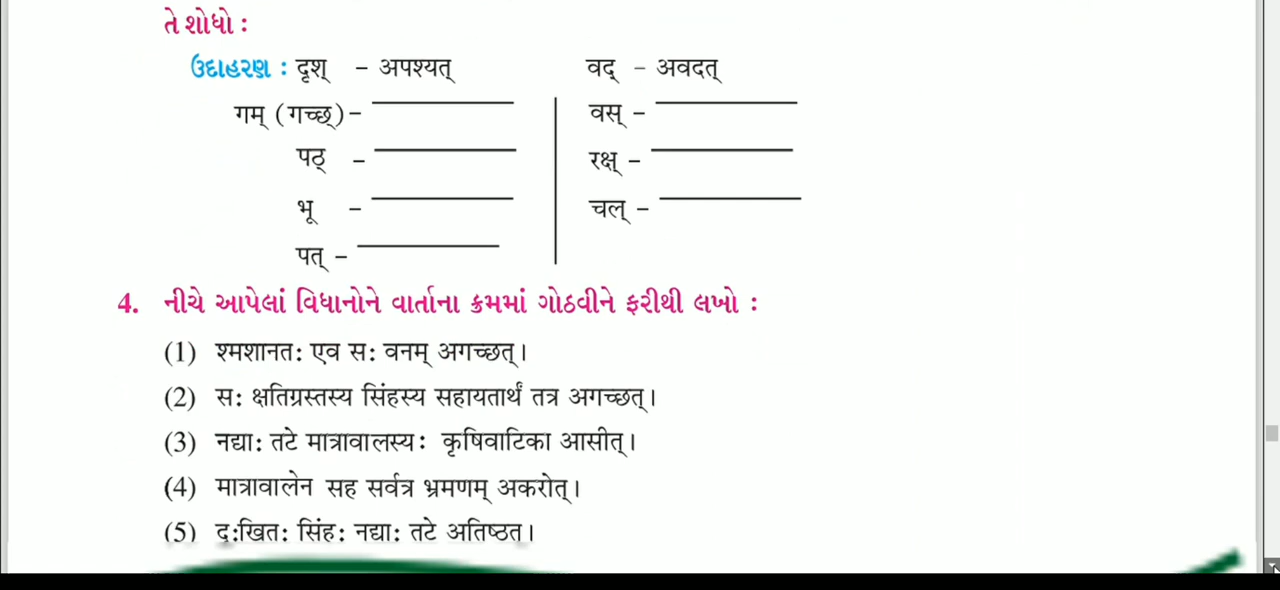 તે શોધો :
ઉદાહરણ : दृश् - अपश्यत् वद् - अवदत्
गम् (गच्छ्) - वस् -
पठ् - रक्ष् -
भू - चल् -
पत् -
4. નીચે આપેલાં વિધાનોને વાર્તાના ક્રમમાં ગોઠવીને ફરીથી લખો :
(1) श्मशानतः एव सः वनम् अगच्छत्।
(2) सः क्षतिग्रस्तस्य सिंहस्य सहायतार्थं तत्र अगच्छत्।
(3) नद्याः तटे मात्रावालस्यः कृषिवाटिका आसीत्।
(4) मात्रावालेन सह सर्वत्र भ्रमणम् अकरोत्।
(5) दुःखितः सिंहः नद्याः तटे अतिष्ठत।